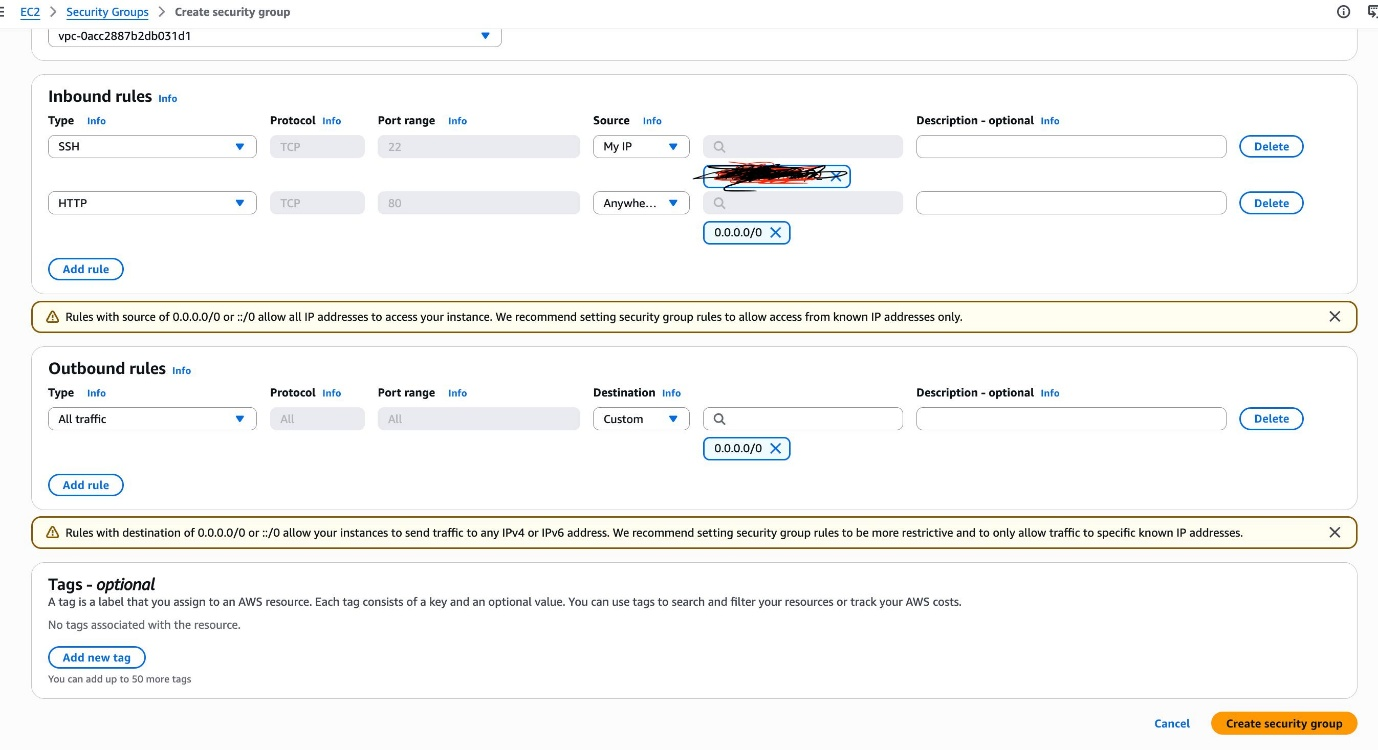 EC2 > Security Groups > Create security group
vpc-0acc2887b2db031d1
Inbound rules Info
Type Info Protocol Info Port range Info Source Info Description - optional Info
SSH TCP 22 My IP Delete
HTTP TCP 80 Anywhe... Delete
0.0.0.0/0
Add rule
Rules with source of 0.0.0.0/0 or ::/0 allow all IP addresses to access your instance. We recommend setting security group rules to allow access from known IP addresses only.
Outbound rules Info
Type Info Protocol Info Port range Info Destination Info Description - optional Info
All traffic All All Custom Delete
0.0.0.0/0
Add rule
Rules with destination of 0.0.0.0/0 or ::/0 allow your instances to send traffic to any IPv4 or IPv6 address. We recommend setting security group rules to be more restrictive and to only allow traffic to specific known IP addresses.
Tags - optional
A tag is a label that you assign to an AWS resource. Each tag consists of a key and an optional value. You can use tags to search and filter your resources or track your AWS costs.
No tags associated with the resource.
Add new tag
You can add up to 50 more tags
Cancel Create security group